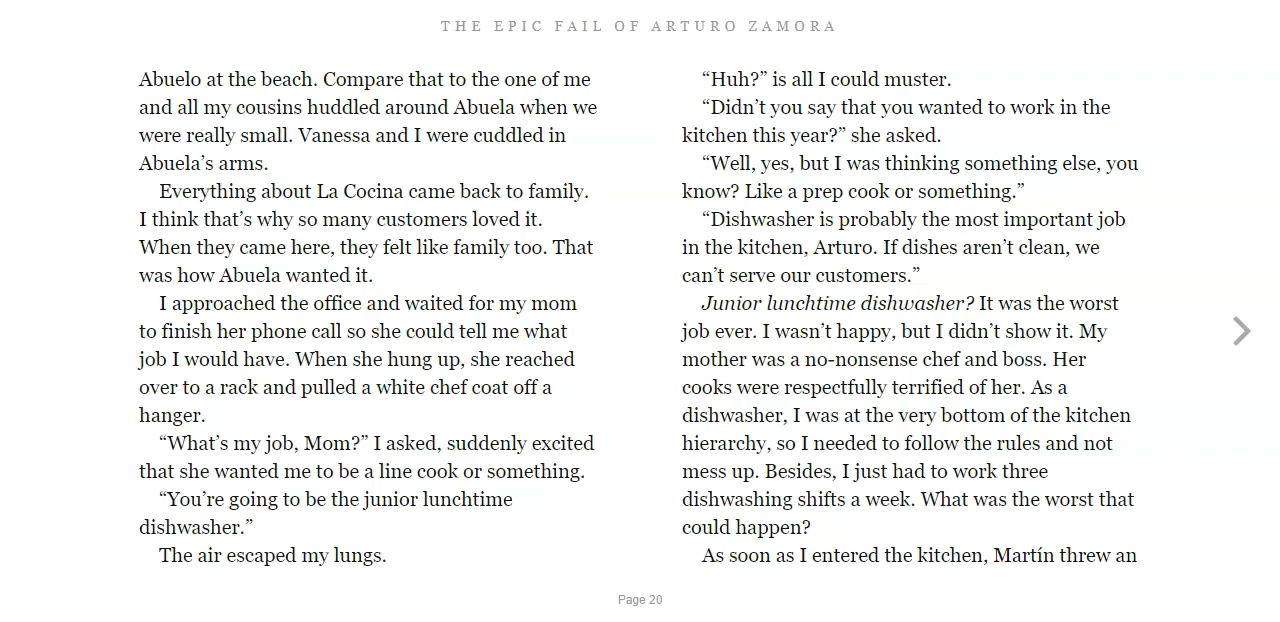 THE EPIC FAIL OF ARTURO ZAMORA
Abuelo at the beach. Compare that to the one of me
and all my cousins huddled around Abuela when we
were really small. Vanessa and I were cuddled in
Abuela’s arms.
Everything about La Cocina came back to family.
I think that’s why so many customers loved it.
When they came here, they felt like family too. That
was how Abuela wanted it.
I approached the office and waited for my mom
to finish her phone call so she could tell me what
job I would have. When she hung up, she reached
over to a rack and pulled a white chef coat off a
hanger.
“What’s my job, Mom?” I asked, suddenly excited
that she wanted me to be a line cook or something.
“You’re going to be the junior lunchtime
dishwasher.”
The air escaped my lungs.
“Huh?” is all I could muster.
“Didn’t you say that you wanted to work in the
kitchen this year?” she asked.
“Well, yes, but I was thinking something else, you
know? Like a prep cook or something.”
“Dishwasher is probably the most important job
in the kitchen, Arturo. If dishes aren’t clean, we
can’t serve our customers.”
Junior lunchtime dishwasher? It was the worst
job ever. I wasn’t happy, but I didn’t show it. My
mother was a no-nonsense chef and boss. Her
cooks were respectfully terrified of her. As a
dishwasher, I was at the very bottom of the kitchen
hierarchy, so I needed to follow the rules and not
mess up. Besides, I just had to work three
dishwashing shifts a week. What was the worst that
could happen?
As soon as I entered the kitchen, Martín threw an
Page 20